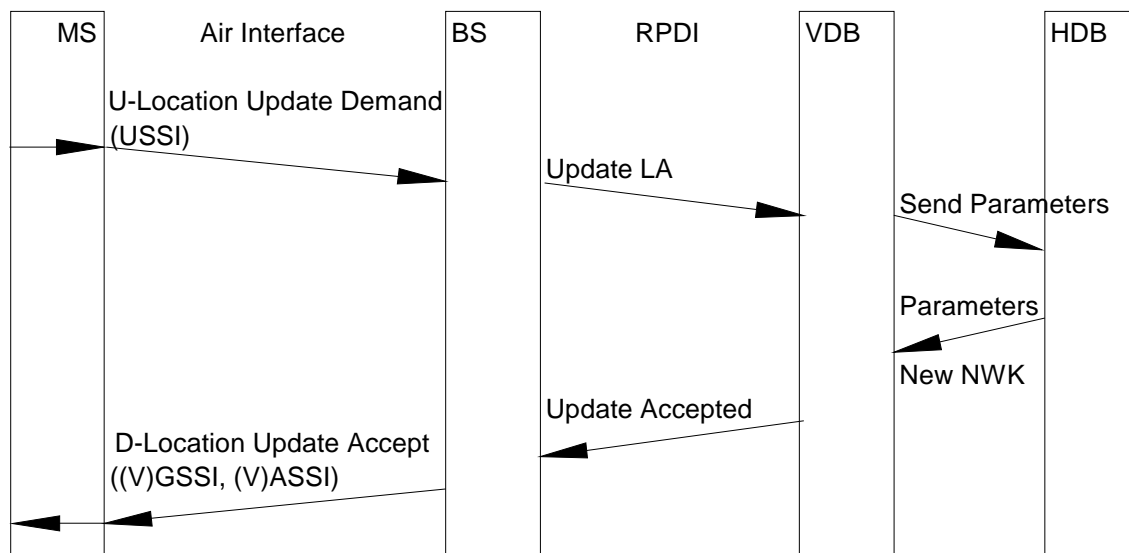 MS Air Interface BS RPDI VDB HDB
U-Location Update Demand
(USSI)
Update LA
Send Parameters
Parameters
New NWK
Update Accepted
D-Location Update Accept
((V)GSSI, (V)ASSI)